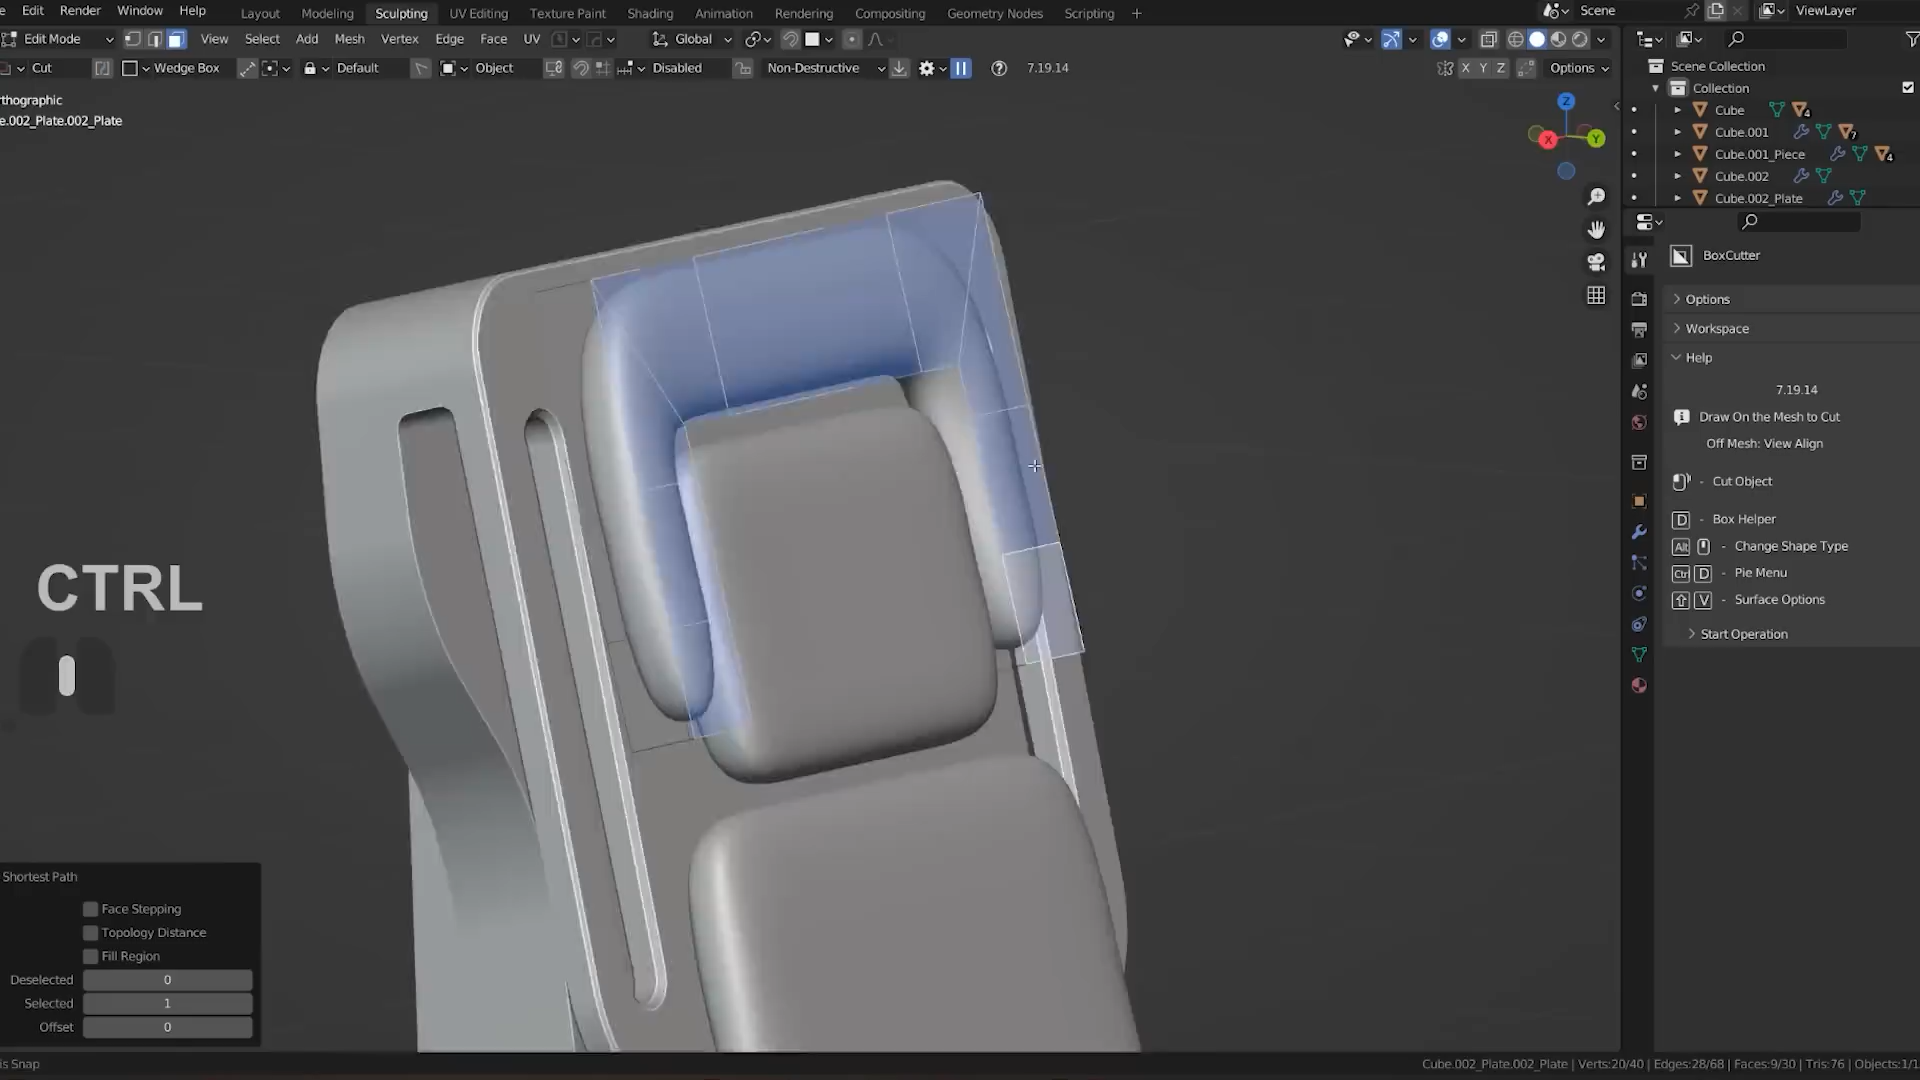 Edit Render Window Help Layout Modeling Sculpting UV Editing Texture Paint Shading Animation Rendering Compositing Geometry Nodes Scripting + Scene ViewLayer
Edit Mode View Select Add Mesh Vertex Edge Face UV Global
Cut Wedge Box Default Object Disabled Non-Destructive 7.19.14 X Y Z Options
thographic
e.002_Plate.002_Plate
Z
X
Y
Scene Collection
Collection
Cube 4
Cube.001 7
Cube.001_Piece 4
Cube.002
Cube.002_Plate
BoxCutter
Options
Workspace
Help
7.19.14
Draw On the Mesh to Cut
Off Mesh: View Align
- Cut Object
D - Box Helper
Alt - Change Shape Type
Ctrl D - Pie Menu
V - Surface Options
Start Operation
CTRL
Shortest Path
Face Stepping
Topology Distance
Fill Region
Deselected 0
Selected 1
Offset 0
is Snap
Cube.002_Plate.002_Plate | Verts:20/40 | Edges:28/68 | Faces:9/30 | Tris:76 | Objects:1/1